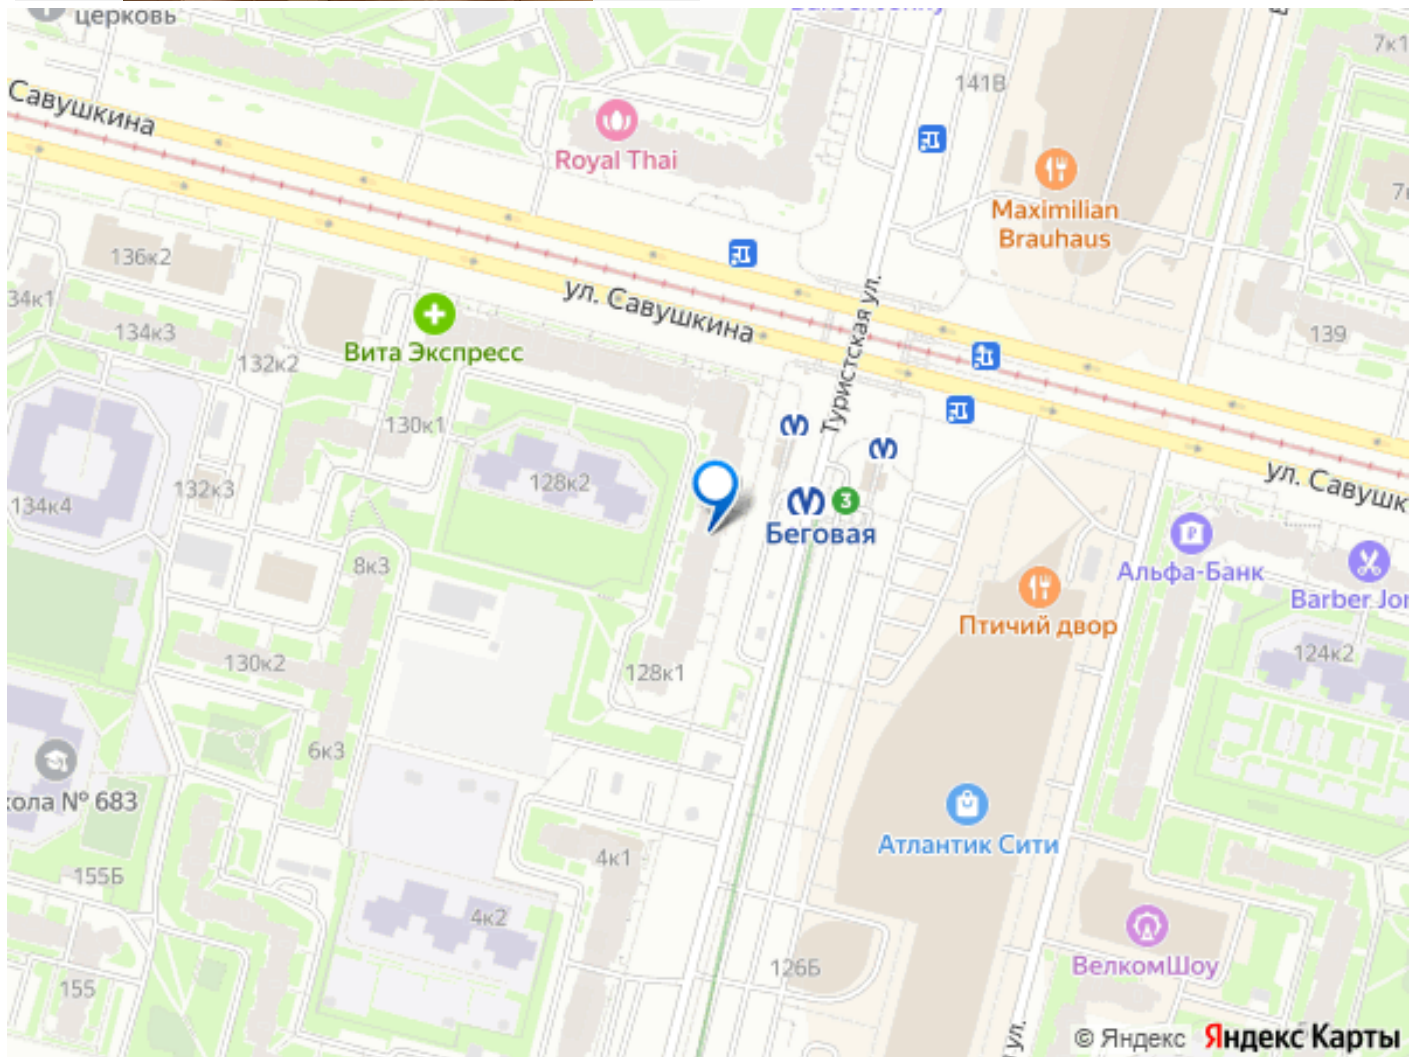 церковь
7к1
141В
Савушкина
Royal Thai
Maximilian
Brauhaus
136к2
34к1
134к3
ул. Савушкина
Туристская ул.
139
Вита Экспресс
132к2
130к1
128к2
132к3
134к4
ул. Савушк
3
Беговая
8к3
Альфа-Банк
Barber Jor
Птичий двор
130к2
128к1
124к2
6к3
кола № 683
Атлантик Сити
4к1
155Б
4к2
126Б
ВелкомШоу
155
ул.
© Яндекс Яндекс Карты